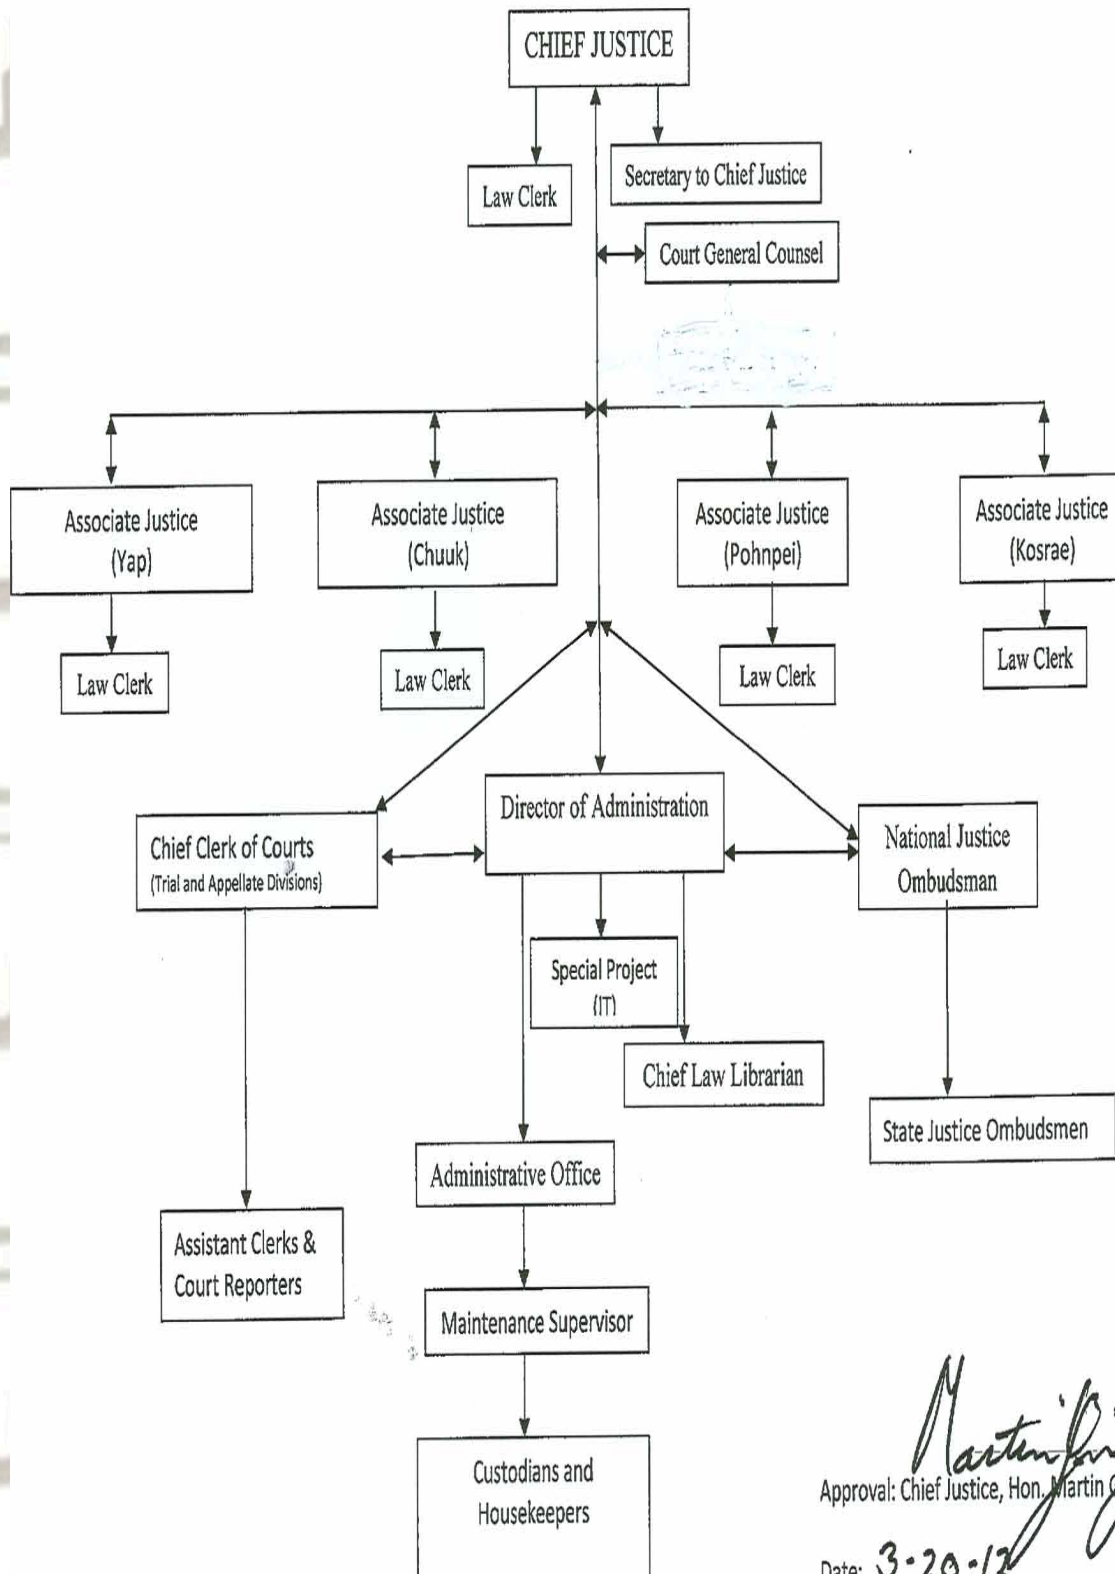 CHIEF JUSTICE
Law Clerk
Secretary to Chief Justice
Court General Counsel
Associate Justice
(Yap)
Associate Justice
(Chuuk)
Associate Justice
(Pohnpei)
Associate Justice
(Kosrae)
Law Clerk
Law Clerk
Law Clerk
Law Clerk
Chief Clerk of Courts
(Trial and Appellate Divisions)
Director of Administration
National Justice
Ombudsman
Special Project
(IT)
Chief Law Librarian
State Justice Ombudsmen
Administrative Office
Assistant Clerks &
Court Reporters
Maintenance Supervisor
Custodians and
Housekeepers
Martin
Approval: Chief Justice, Hon. Martin G
Date: 3-20-12